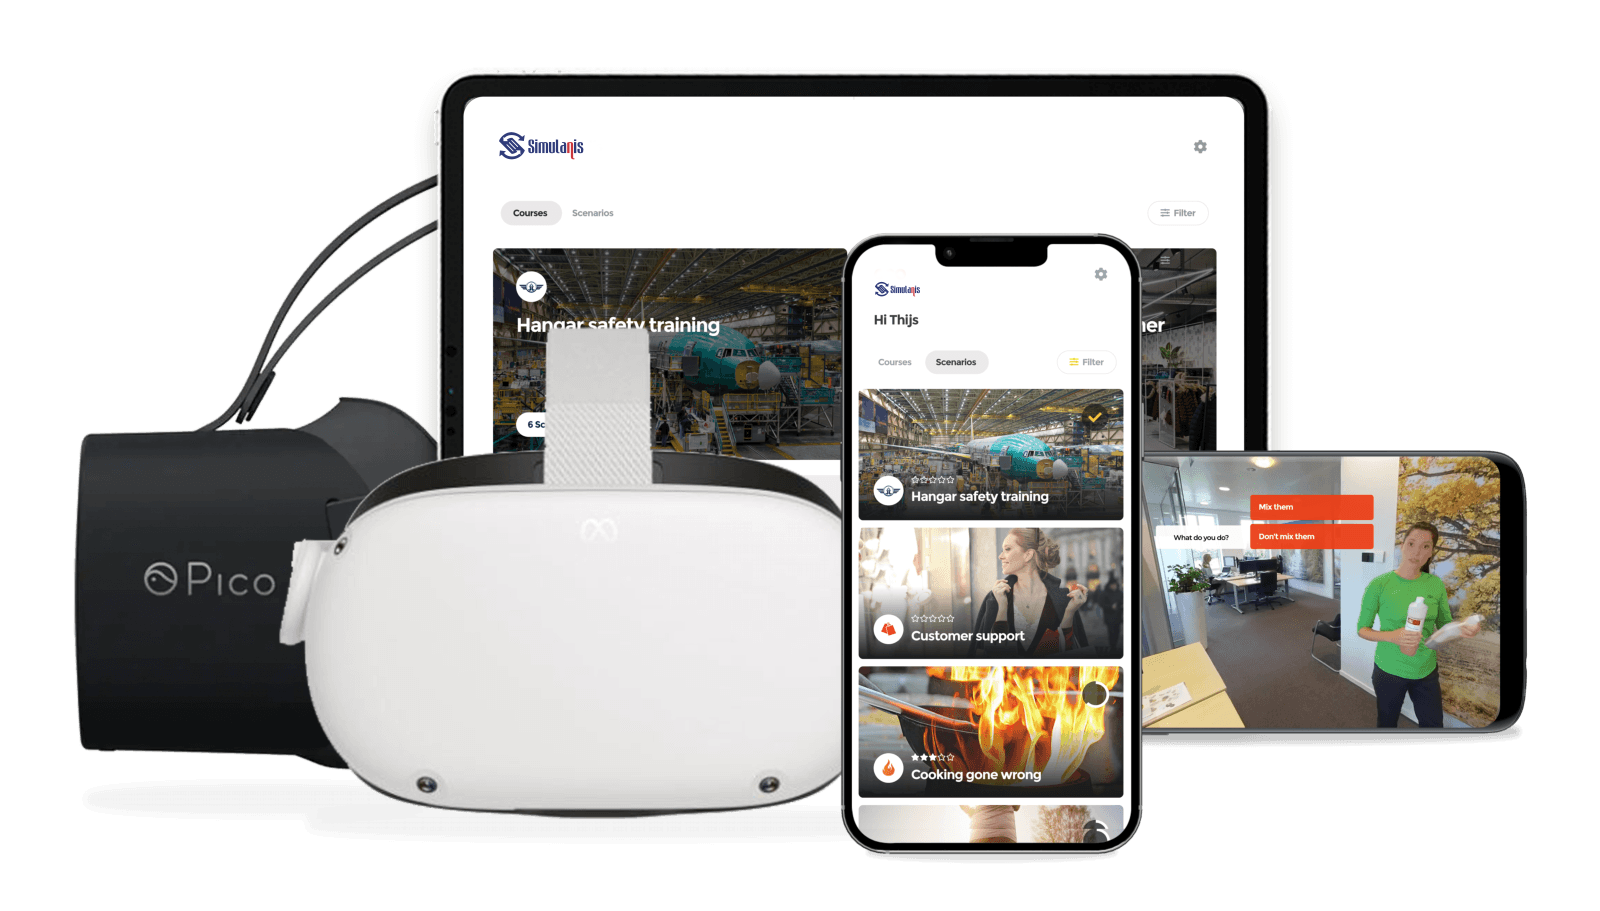 Simulanis
Courses
Scenarios
Filter
Hangar safety training
6 Sc
ner
Simulanis
Hi Thijs
Courses
Scenarios
Filter
Hangar safety training
Customer support
Cooking gone wrong
Pico
What do you do?
Mix them
Don't mix them